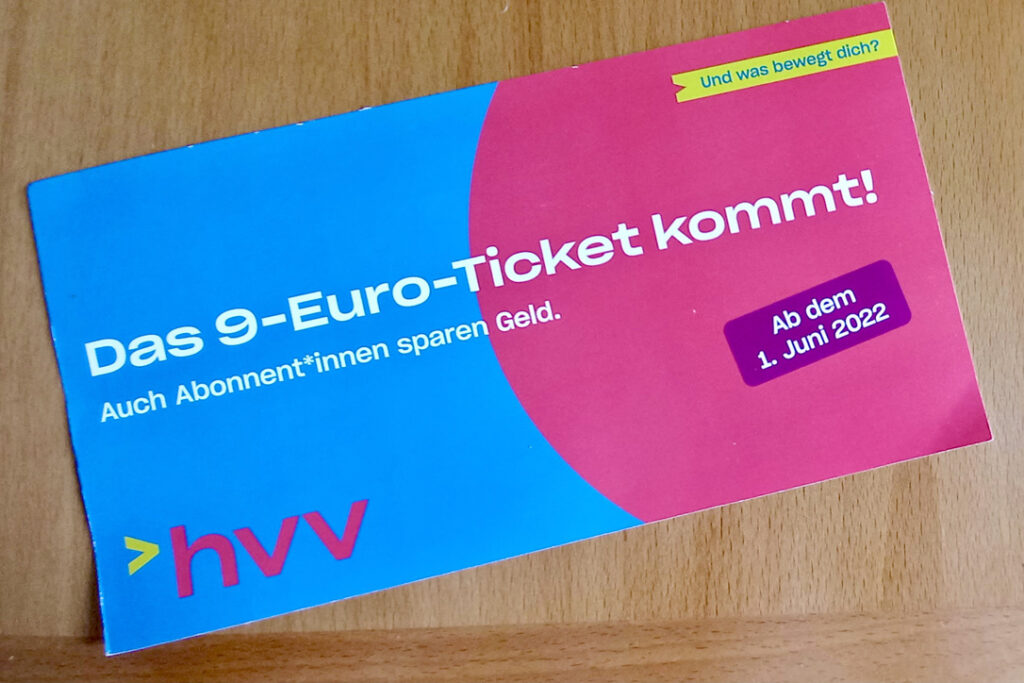 Und was bewegt dich?
Das 9-Euro-Ticket kommt!
Auch Abonnent*innen sparen Geld.
Ab dem
1. Juni 2022
>hvv